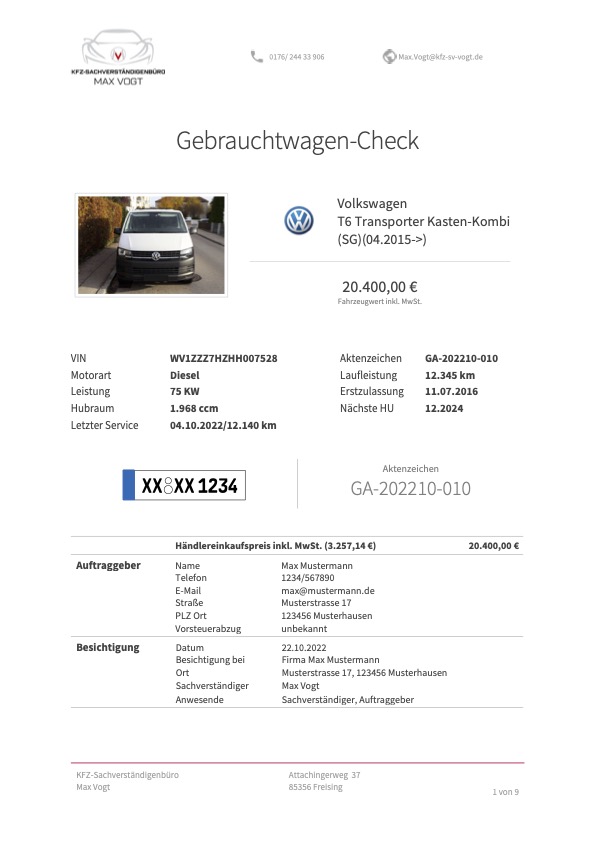 KFZ-SACHVERSTÄNDIGENBÜRO
MAX VOGT
0176/ 244 33 906
Max.Vogt@kfz-sv-vogt.de
Gebrauchtwagen-Check
Volkswagen
T6 Transporter Kasten-Kombi
(SG)(04.2015->)
20.400,00 €
Fahrzeugwert inkl. MwSt.
VIN WV1ZZZ7HZHH007528
Motorart Diesel
Leistung 75 KW
Hubraum 1.968 ccm
Letzter Service 04.10.2022/12.140 km
Aktenzeichen GA-202210-010
Laufleistung 12.345 km
Erstzulassung 11.07.2016
Nächste HU 12.2024
XX XX 1234
Aktenzeichen
GA-202210-010
Händlereinkaufspreis inkl. MwSt. (3.257,14 €) 20.400,00 €
Auftraggeber Name Max Mustermann
Telefon 1234/567890
E-Mail max@mustermann.de
Straße Musterstrasse 17
PLZ Ort 123456 Musterhausen
Vorsteuerabzug unbekannt
Besichtigung Datum 22.10.2022
Besichtigung bei Firma Max Mustermann
Ort Musterstrasse 17, 123456 Musterhausen
Sachverständiger Max Vogt
Anwesende Sachverständiger, Auftraggeber
KFZ-Sachverständigenbüro
Max Vogt
Attachingerweg 37
85356 Freising
1 von 9